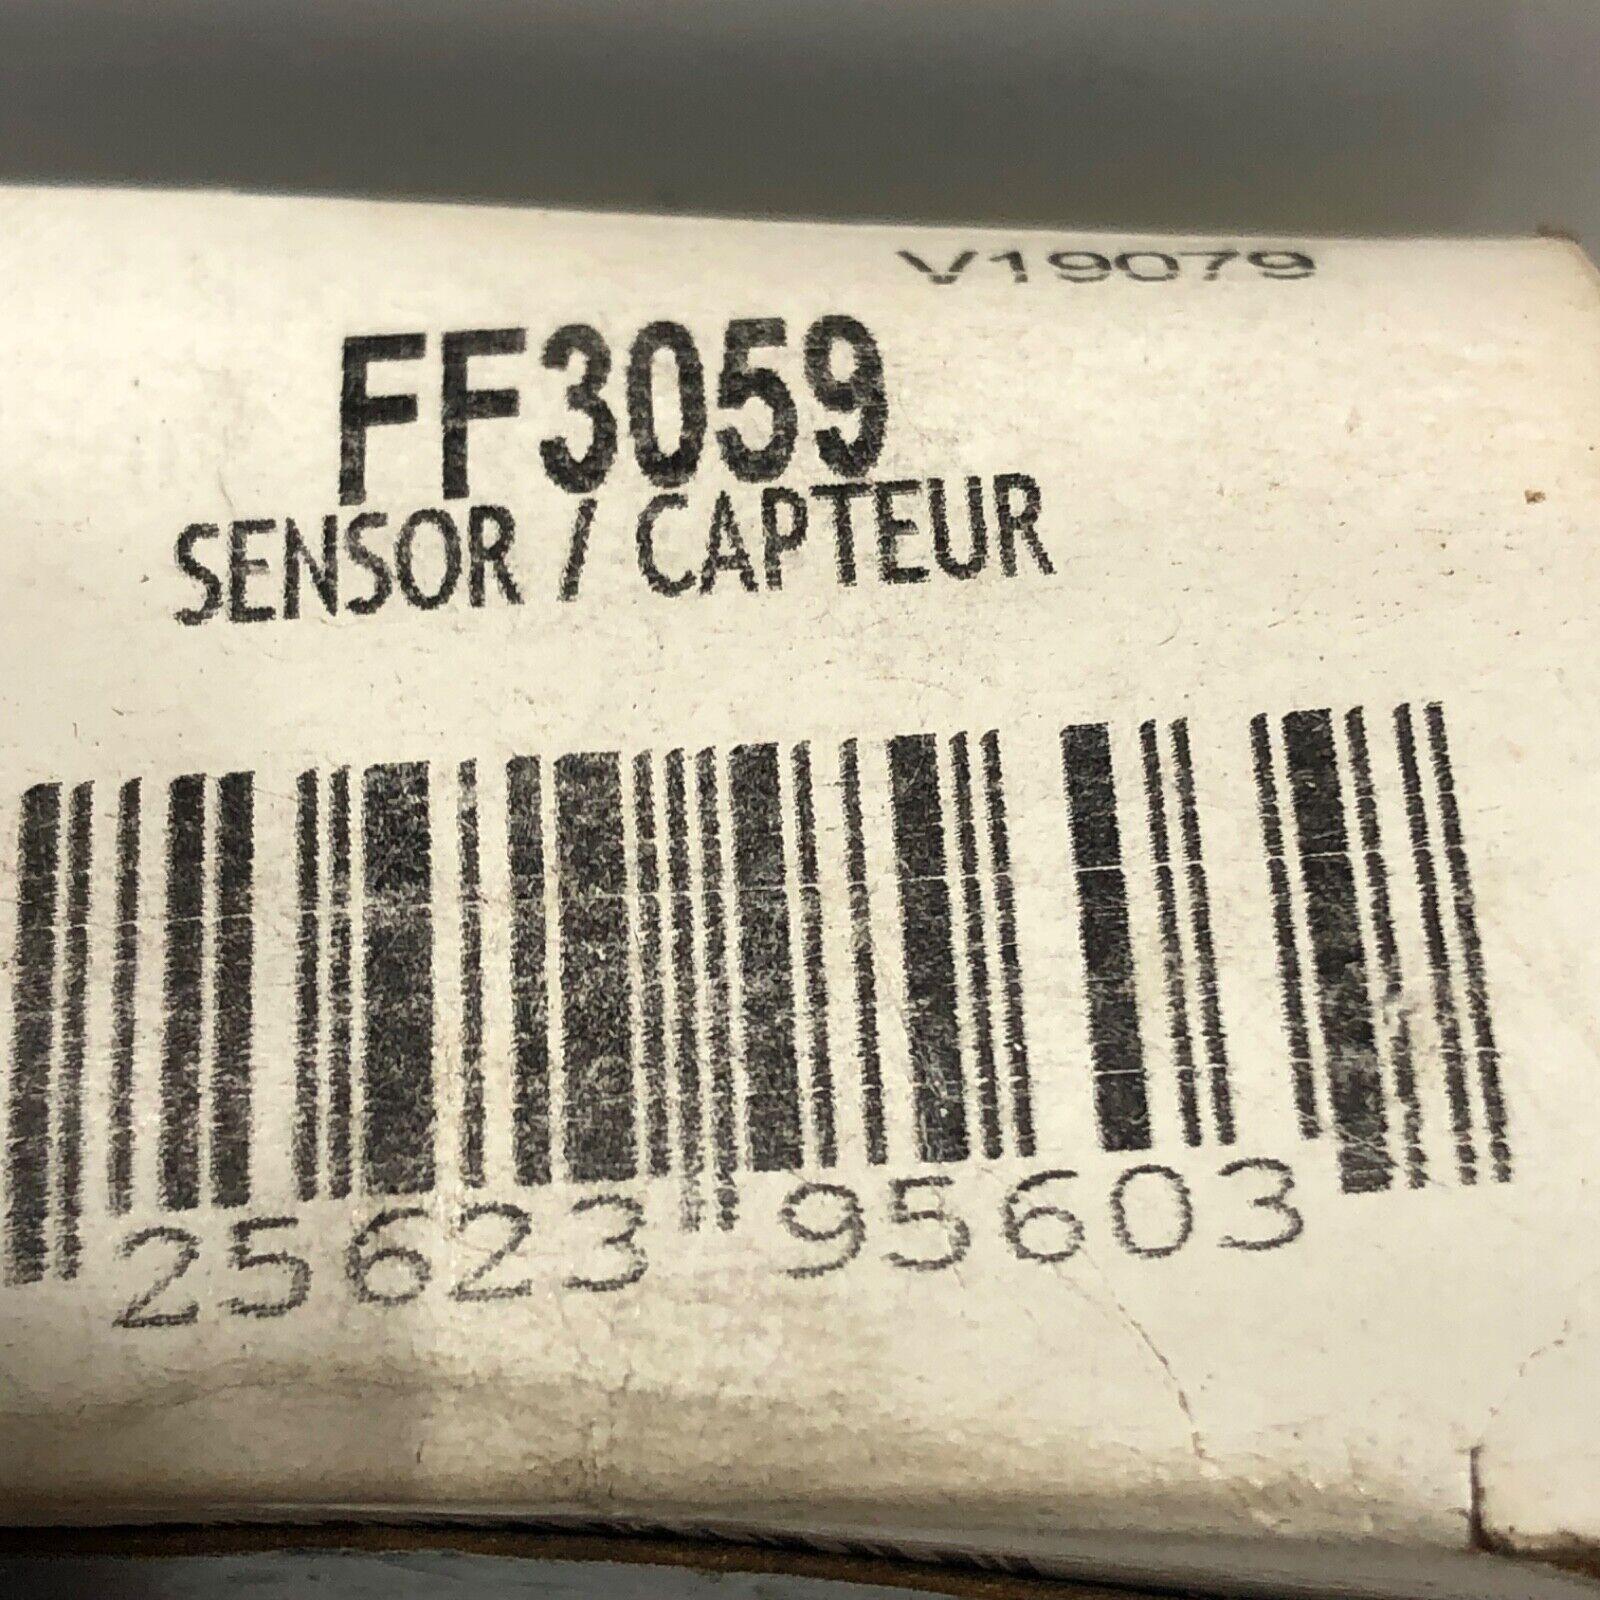 V19079
FF3059
SENSOR / CAPTEUR
25623 95603